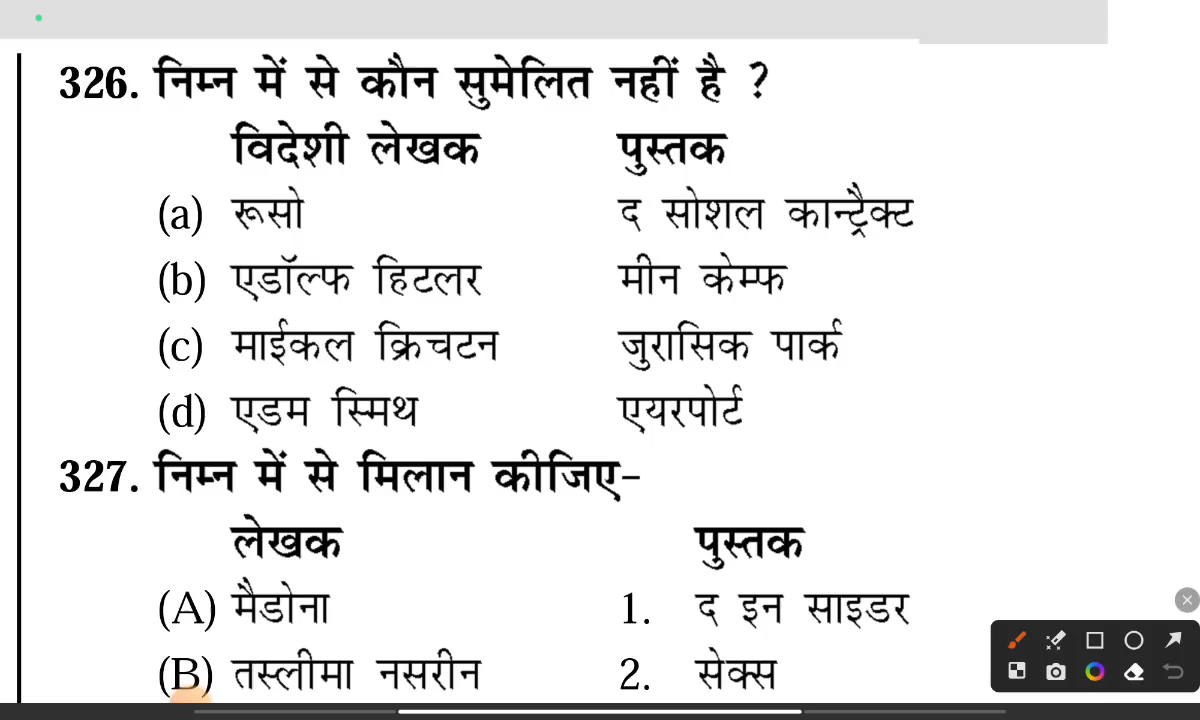 326. निम्न में से कौन सुमेलित नहीं है ?
विदेशी लेखक पुस्तक
(a) रूसो द सोशल कान्ट्रैक्ट
(b) एडॉल्फ हिटलर मीन केम्फ
(c) माईकल क्रिचटन जुरासिक पार्क
(d) एडम स्मिथ एयरपोर्ट
327. निम्न में से मिलान कीजिए–
लेखक पुस्तक
(A) मैडोना 1. द इन साइडर
(B) तस्लीमा नसरीन 2. सेक्स